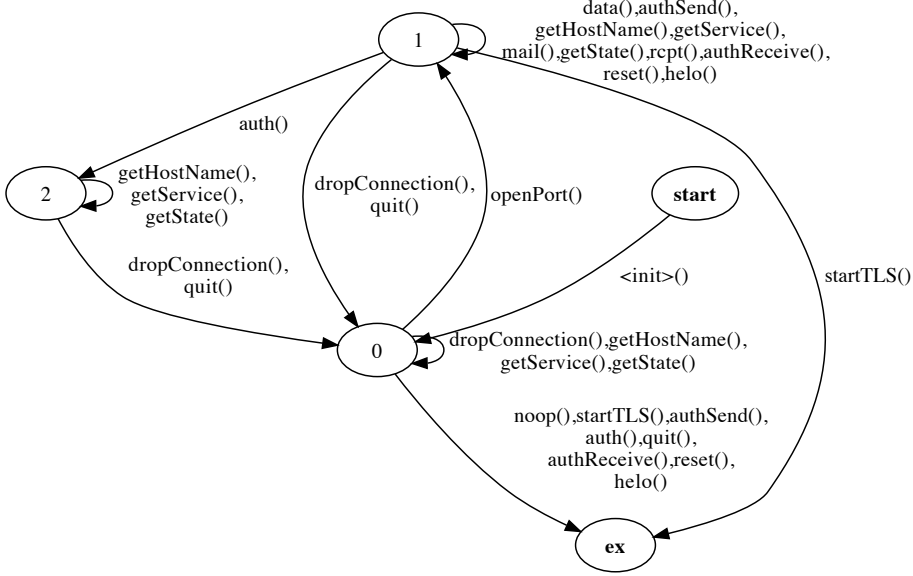 data(),authSend(),
getHostName(),getService(),
mail(),getState(),rcpt(),authReceive(),
reset(),helo()
1
auth()
2
getHostName(),
getService(),
getState()
dropConnection(),
quit()
openPort()
start
dropConnection(),
quit()
<init>()
startTLS()
0
dropConnection(),getHostName(),
getService(),getState()
noop(),startTLS(),authSend(),
auth(),quit(),
authReceive(),reset(),
helo()
ex